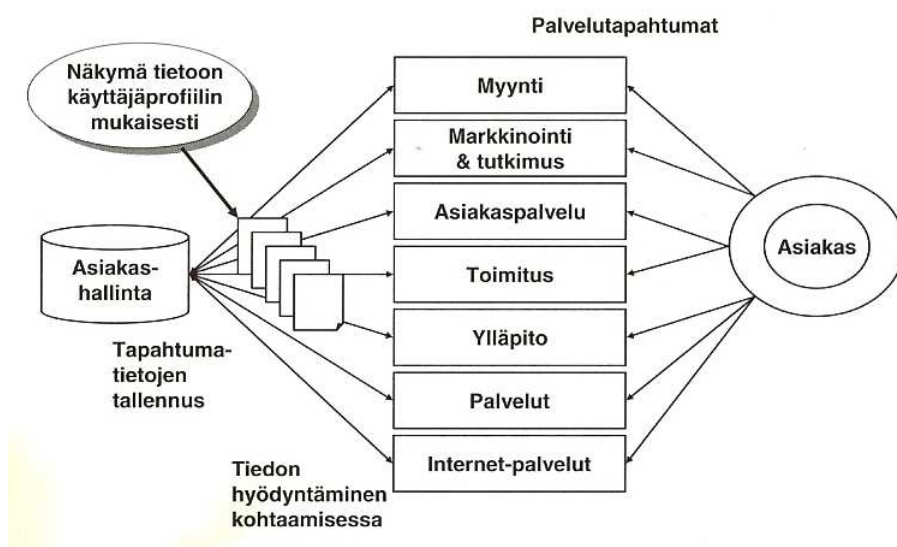 Palvelutapahtumat
Näkymä tietoon
käyttäjäprofiilin
mukaisesti
Myynti
Markkinointi
& tutkimus
Asiakaspalvelu
Asiakas-
hallinta
Toimitus
Asiakas
Ylläpito
Tapahtuma-
tietojen
tallennus
Palvelut
Internet-palvelut
Tiedon
hyödyntäminen
kohtaamisessa